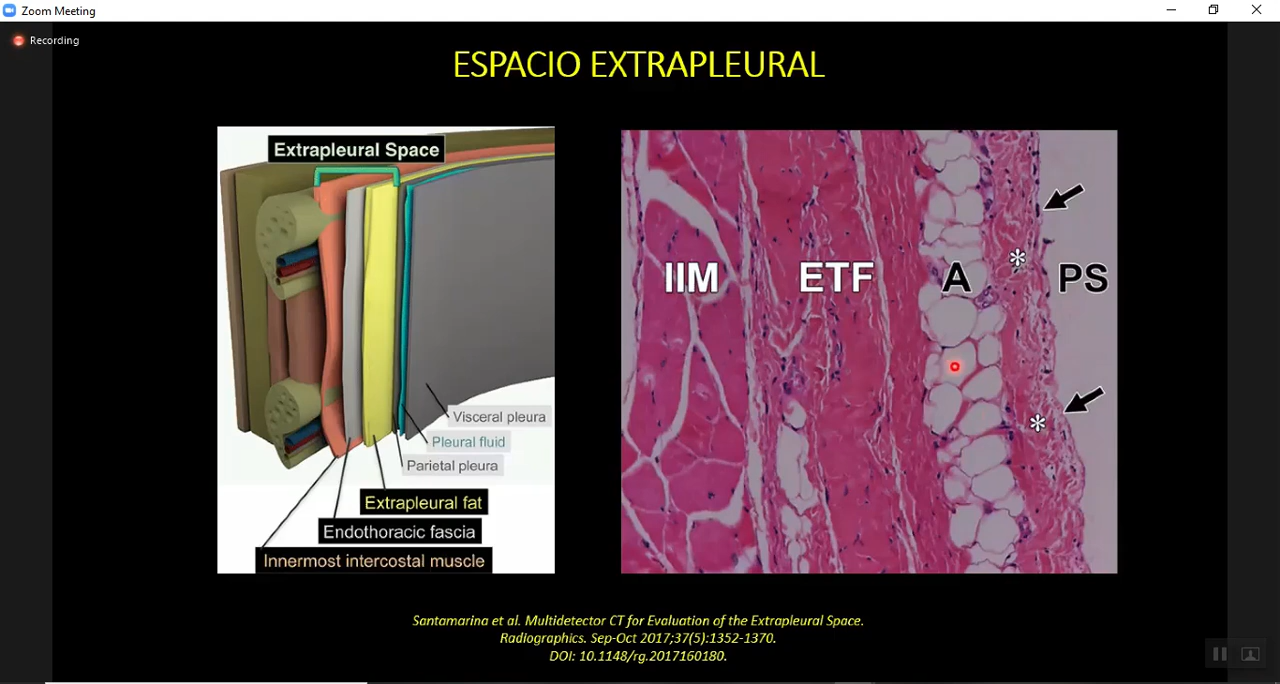 Zoom Meeting
Recording
ESPACIO EXTRAPLEURAL
Extrapleural Space
Visceral pleura
Pleural fluid
Parietal pleura
Extrapleural fat
Endothoracic fascia
Innermost intercostal muscle
IIM ETF A * PS
*
Santamarina et al. Multidetector CT for Evaluation of the Extrapleural Space.
Radiographics. Sep-Oct 2017;37(5):1352-1370.
DOI: 10.1148/rg.2017160180.